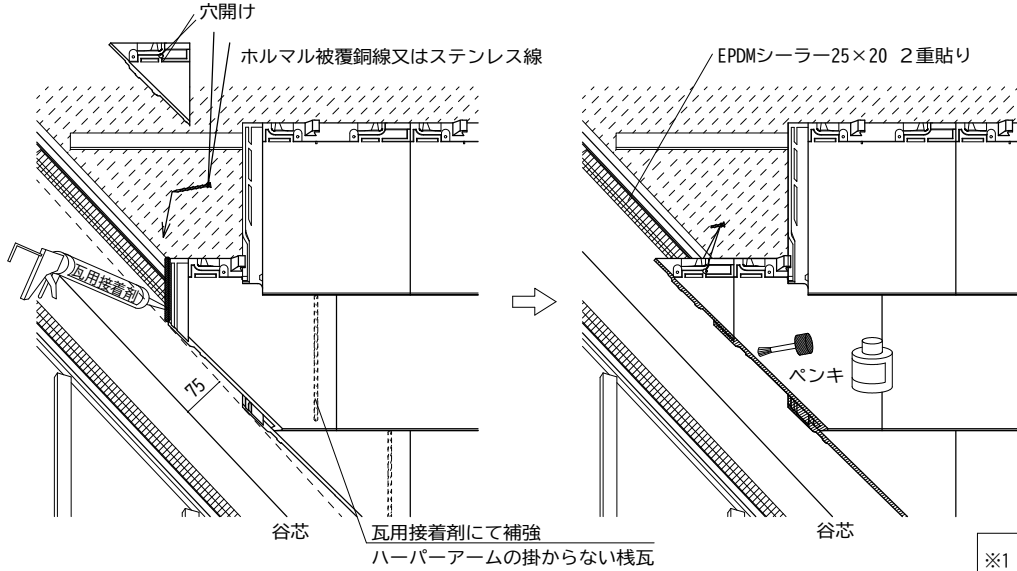 穴開け
ホルマル被覆銅線又はステンレス線
EPDMシーラー25×20 2重貼り
瓦用接着剤
75
ペンキ
谷芯
谷芯
瓦用接着剤にて補強
ハーパーアームの掛からない桟瓦
※1